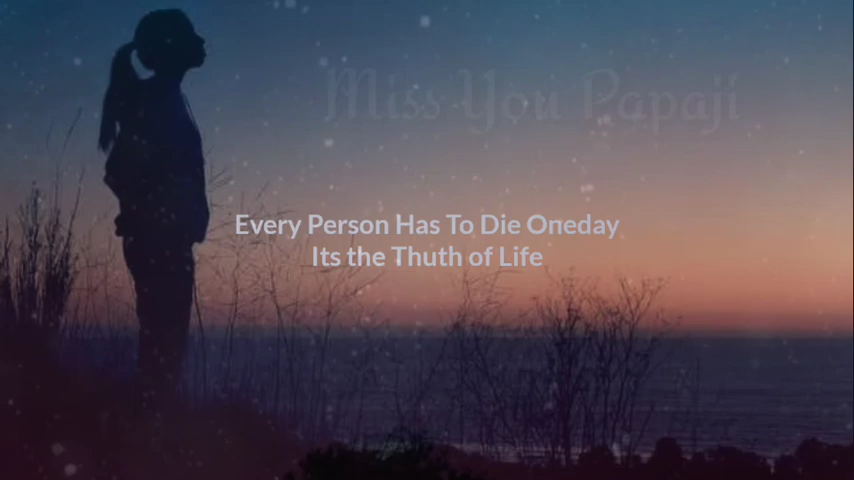 Miss You Papaji
Every Person Has To Die Oneday
Its the Thuth of Life